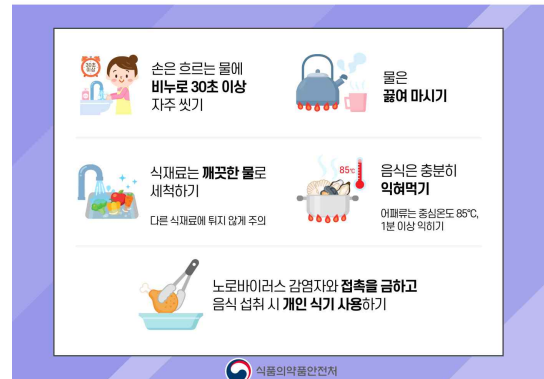 30초
이상
손은 흐르는 물에
비누로 30초 이상
자주 씻기
물은
끓여 마시기
식재료는 깨끗한 물로
세척하기
다른 식재료에 튀지 않게 주의
85℃
음식은 충분히
익혀먹기
어패류는 중심온도 85℃,
1분 이상 익히기
노로바이러스 감염자와 접촉을 금하고
음식 섭취 시 개인 식기 사용하기
식품의약품안전처